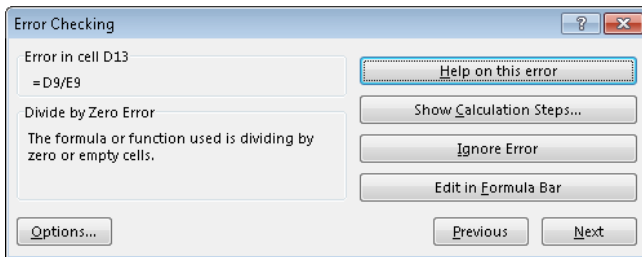 Error Checking
Error in cell D13
=D9/E9
Divide by Zero Error
The formula or function used is dividing by
zero or empty cells.
Help on this error
Show Calculation Steps...
Ignore Error
Edit in Formula Bar
Options...
Previous
Next